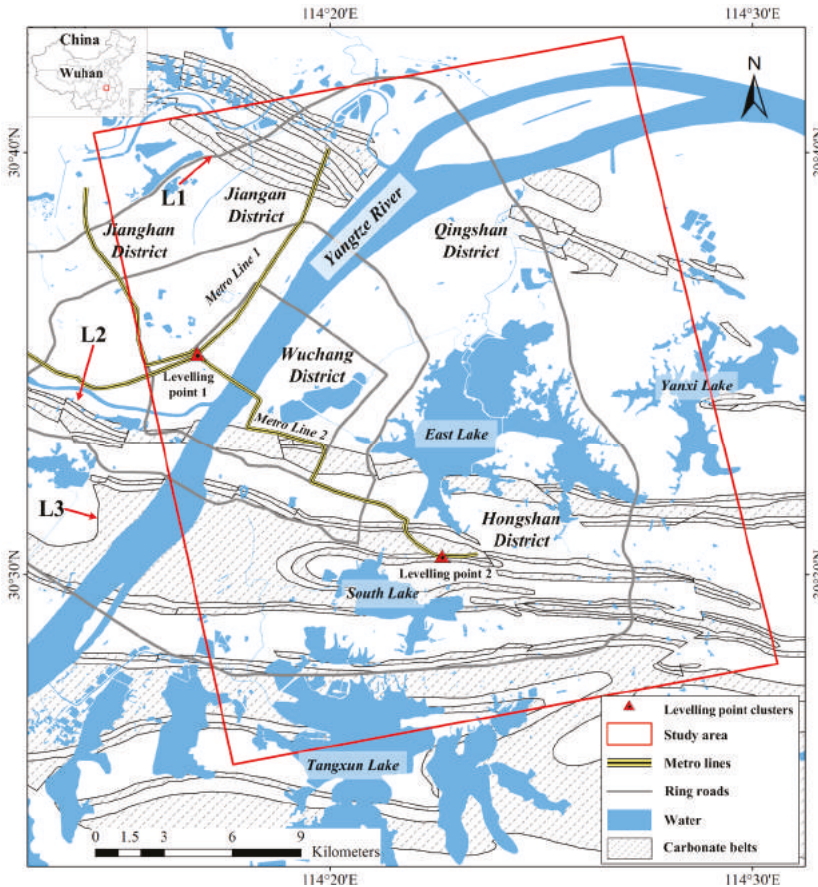 114°20'E
114°30'E
China
Wuhan
N
30°40'N
30°40'N
L1
Jiangan
District
Jianghan
District
Yangtze River
Qingshan
District
Metro Line 1
L2
Wuchang
District
Levelling
point 1
Yanxi Lake
Metro Line 2
East Lake
L3
Hongshan
District
Levelling point 2
30°30'N
30°30'N
South Lake
Tangxun Lake
Levelling point clusters
Study area
Metro lines
Ring roads
Water
Carbonate belts
0 1.5 3 6 9
Kilometers
114°20'E
114°30'E